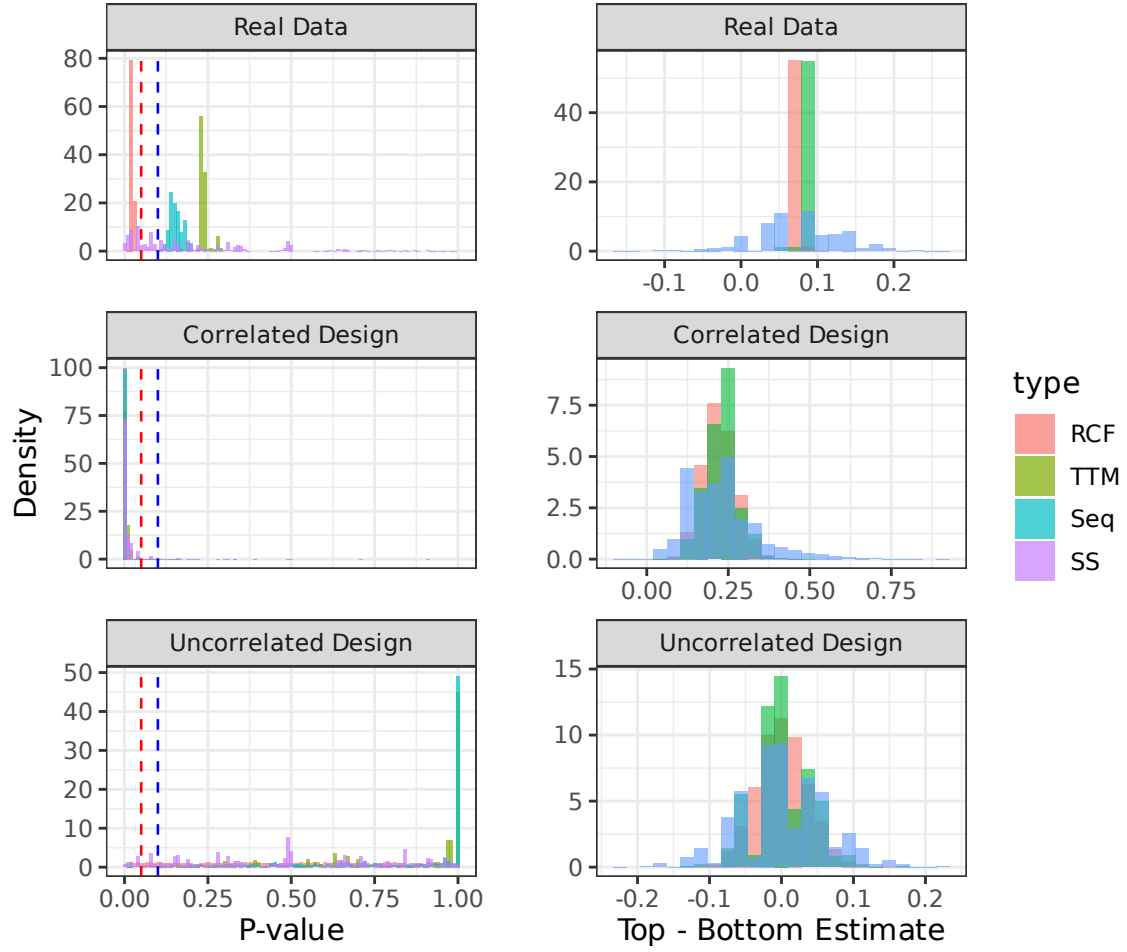 Real Data
80
60
40
20
0
Real Data
40
20
0
-0.1 0.0 0.1 0.2
Density
Correlated Design
100
75
50
25
0
Correlated Design
7.5
5.0
2.5
0.0
0.00 0.25 0.50 0.75
Uncorrelated Design
50
40
30
20
10
0
0.00 0.25 0.50 0.75 1.00
P-value
Uncorrelated Design
15
10
5
0
-0.2 -0.1 0.0 0.1 0.2
Top - Bottom Estimate
type
RCF
TTM
Seq
SS